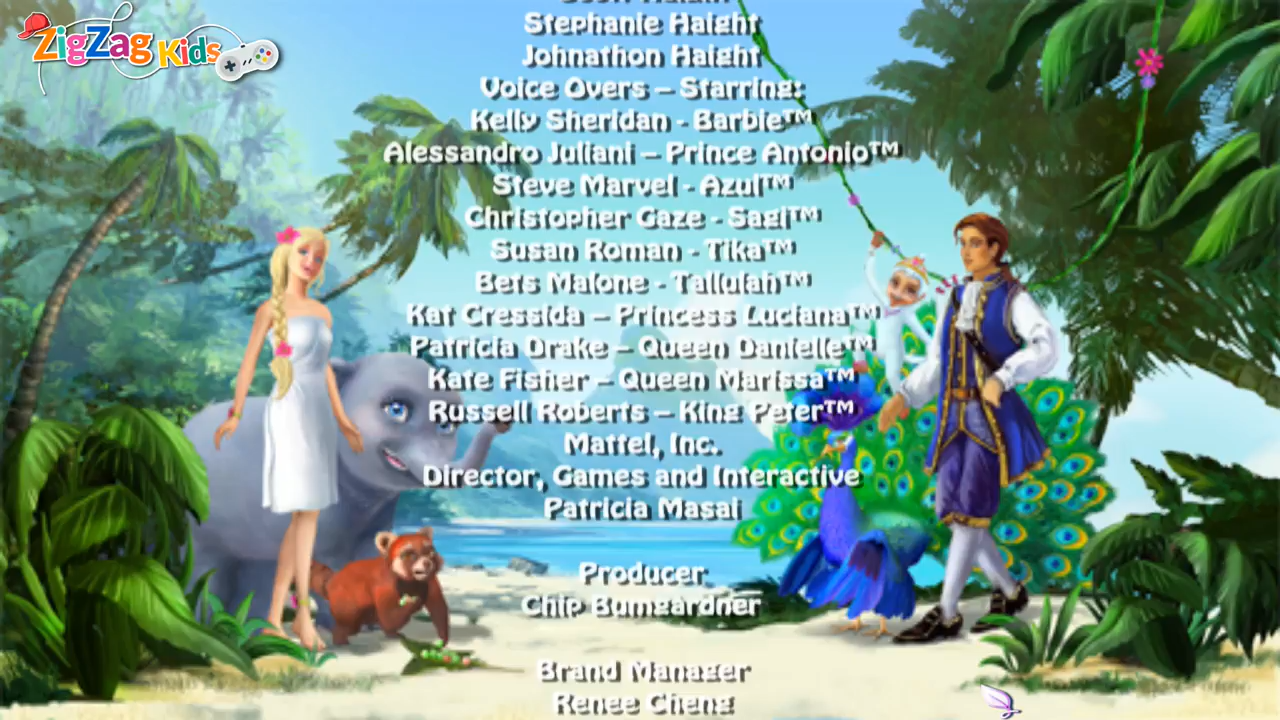 ZigZag Kids
Stephanie Haight
Johnathon Haight
Voice Overs – Starring:
Kelly Sheridan - Barbie™
Alessandro Juliani – Prince Antonio™
Steve Marvel - Azul™
Christopher Gaze - Sagi™
Susan Roman - Tika™
Bets Malone - Tallulah™
Kat Cressida – Princess Luciana™
Patricia Drake – Queen Danielle™
Kate Fisher – Queen Marissa™
Russell Roberts – King Peter™
Mattel, Inc.
Director, Games and Interactive
Patricia Masai
Producer
Chip Bumgardner
Brand Manager
Renee Cheng